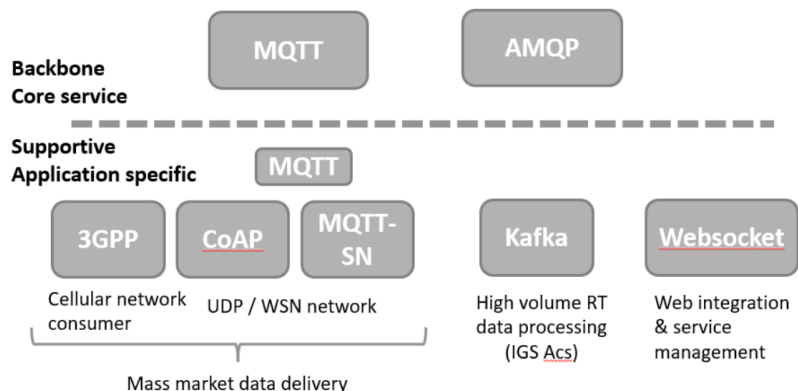 MQTT
AMQP
Backbone
Core service
Supportive
Application specific
MQTT
3GPP
CoAP
MQTT-
SN
Kafka
Websocket
Cellular network
consumer
UDP / WSN network
High volume RT
data processing
(IGS Acs)
Web integration
& service
management
Mass market data delivery